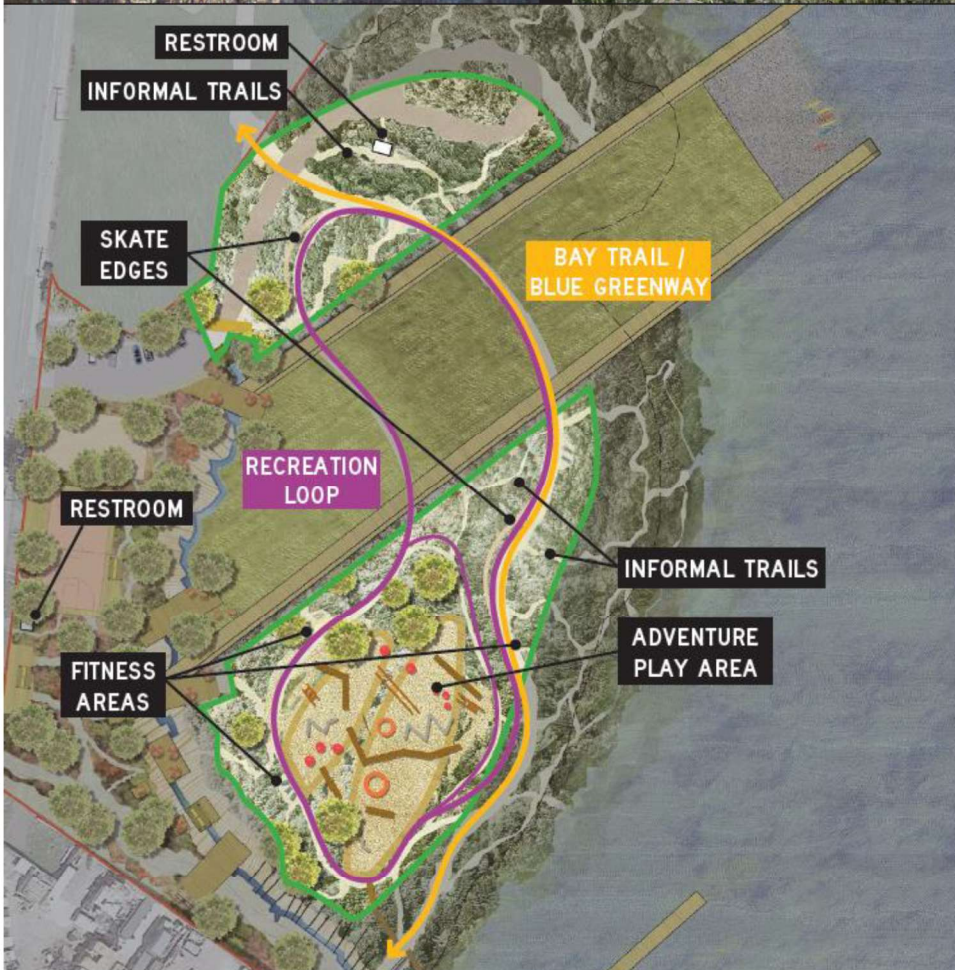 RESTROOM
INFORMAL TRAILS
SKATE
EDGES
BAY TRAIL /
BLUE GREENWAY
RECREATION
LOOP
RESTROOM
INFORMAL TRAILS
ADVENTURE
PLAY AREA
FITNESS
AREAS